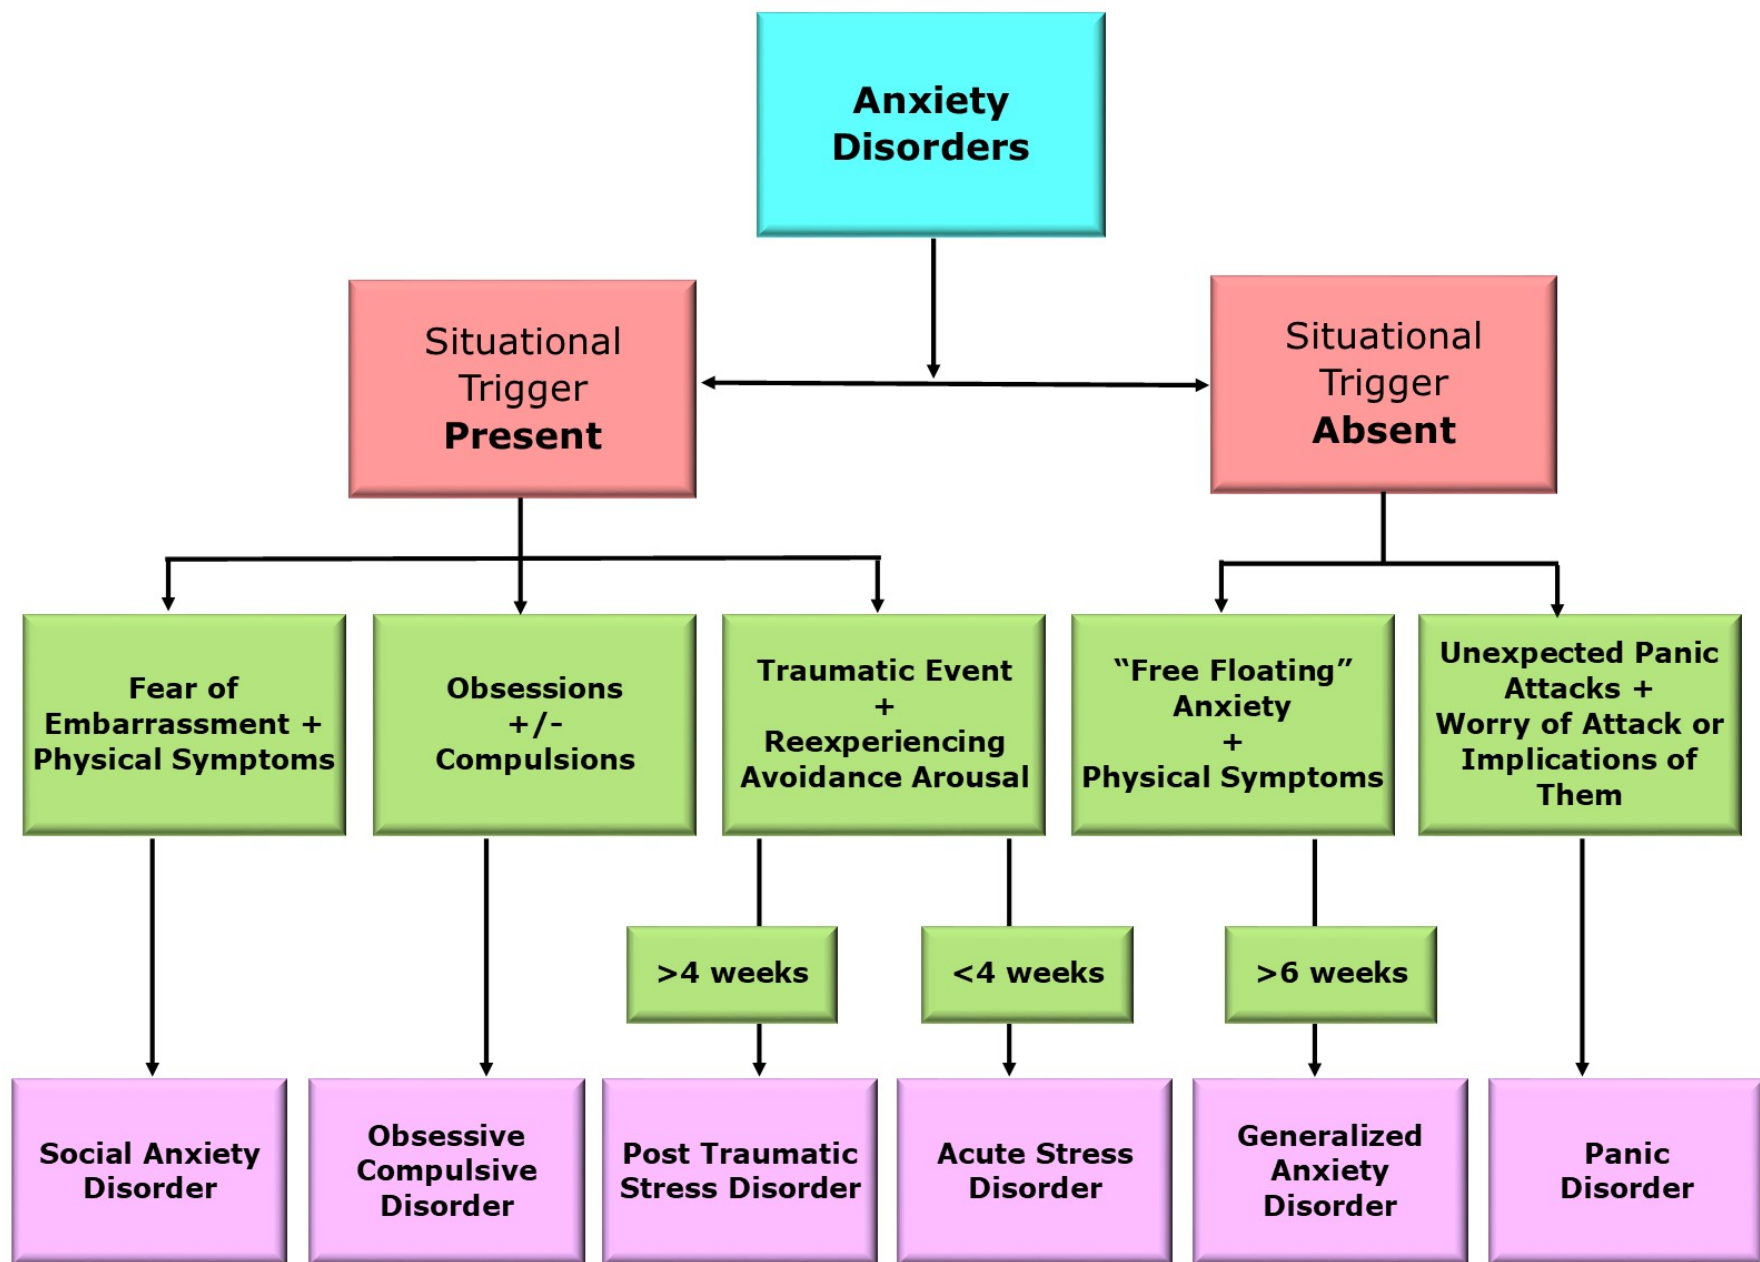 Anxiety
Disorders
Situational
Trigger
Present
Situational
Trigger
Absent
Fear of
Embarrassment +
Physical Symptoms
Obsessions
+/-
Compulsions
Traumatic Event
+
Reexperiencing
Avoidance Arousal
“Free Floating”
Anxiety
+
Physical Symptoms
Unexpected Panic
Attacks +
Worry of Attack or
Implications of
Them
>4 weeks
<4 weeks
>6 weeks
Social Anxiety
Disorder
Obsessive
Compulsive
Disorder
Post Traumatic
Stress Disorder
Acute Stress
Disorder
Generalized
Anxiety
Disorder
Panic
Disorder